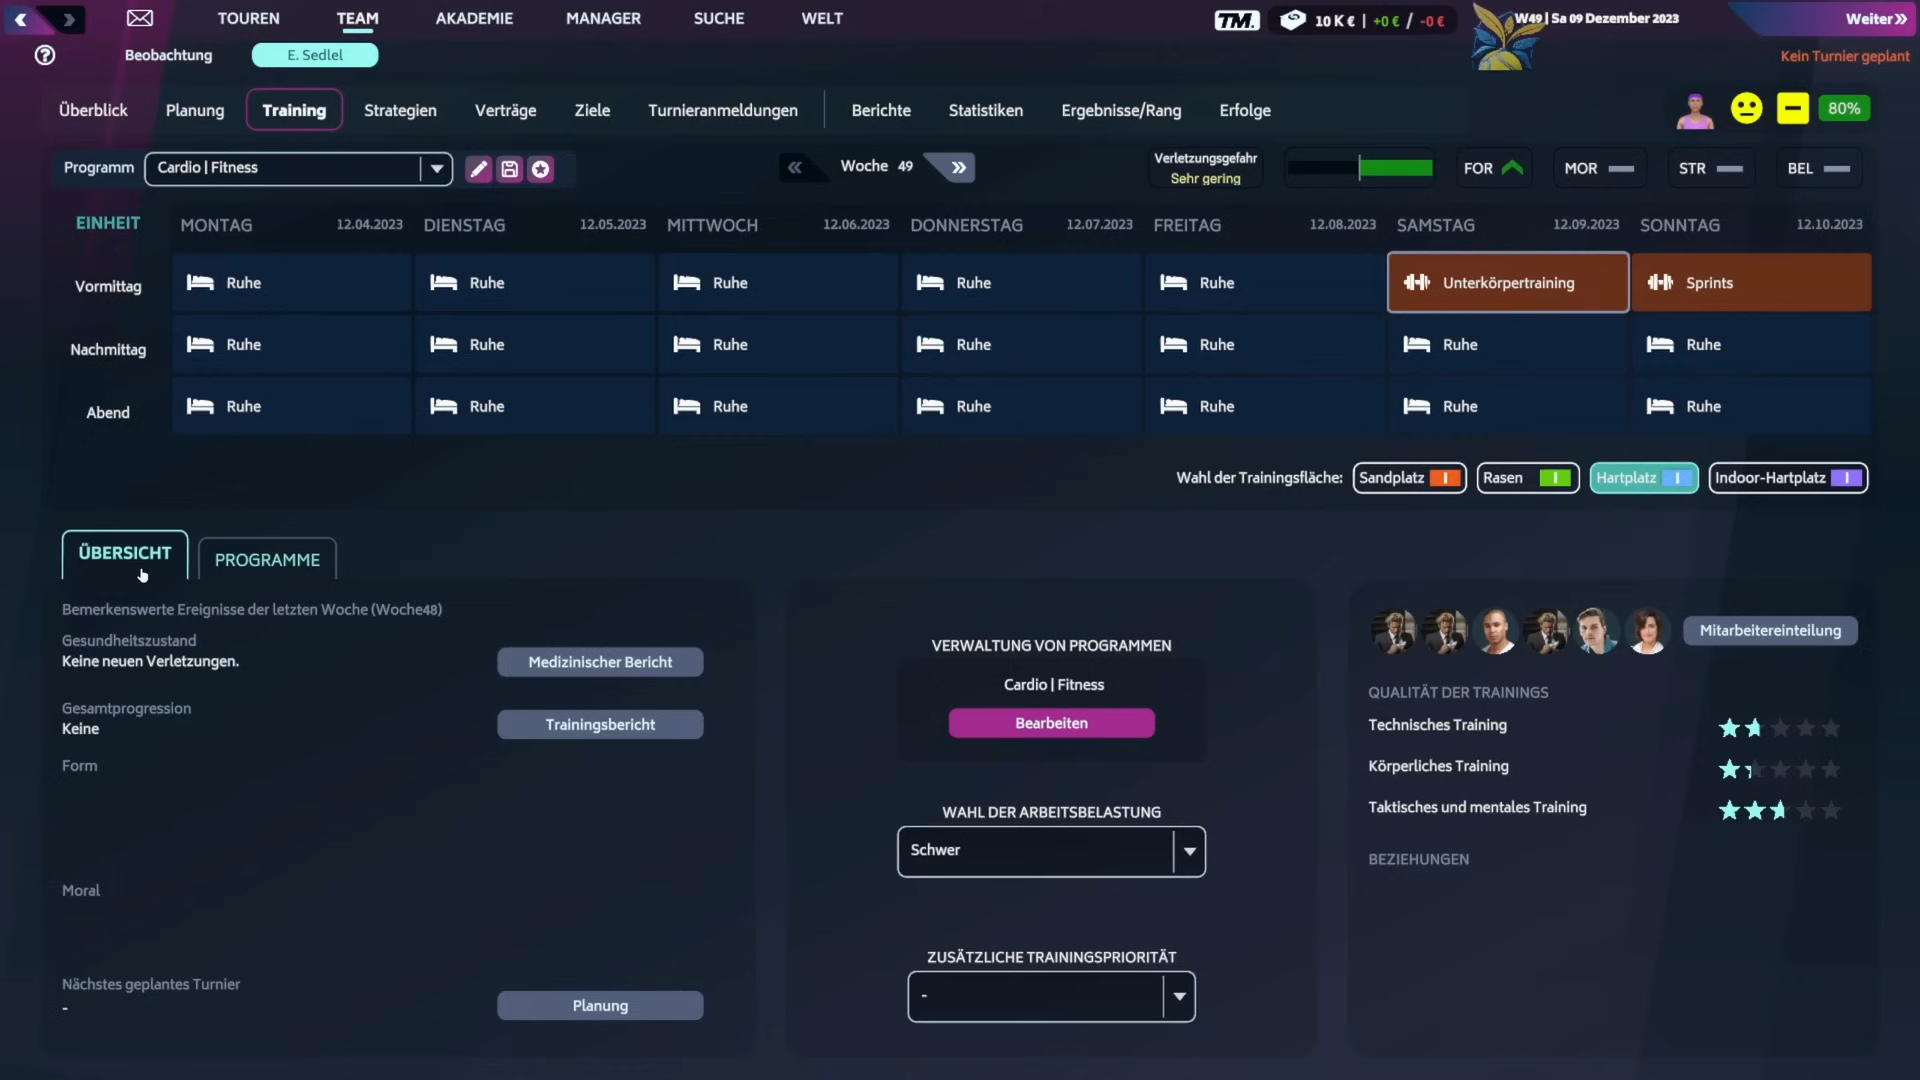 TOUREN TEAM AKADEMIE MANAGER SUCHE WELT TM. 10 K € | +0 € / -0 € W49 | Sa 09 Dezember 2023 Weiter
Beobachtung E. Sedlel Kein Turnier geplant
Überblick Planung Training Strategien Verträge Ziele Turnieranmeldungen Berichte Statistiken Ergebnisse/Rang Erfolge 80%
Programm Cardio | Fitness Woche 49 Verletzungsgefahr FOR MOR STR BEL
Sehr gering
EINHEIT MONTAG 12.04.2023 DIENSTAG 12.05.2023 MITTWOCH 12.06.2023 DONNERSTAG 12.07.2023 FREITAG 12.08.2023 SAMSTAG 12.09.2023 SONNTAG 12.10.2023
Vormittag Ruhe Ruhe Ruhe Ruhe Ruhe Unterkörpertraining Sprints
Nachmittag Ruhe Ruhe Ruhe Ruhe Ruhe Ruhe Ruhe
Abend Ruhe Ruhe Ruhe Ruhe Ruhe Ruhe Ruhe
Wahl der Trainingsfläche: Sandplatz Rasen Hartplatz Indoor-Hartplatz
ÜBERSICHT PROGRAMME
Bemerkenswerte Ereignisse der letzten Woche (Woche48)
Gesundheitszustand
Keine neuen Verletzungen. Medizinischer Bericht
Gesamtprogression
Keine Trainingsbericht
Form
Moral
Nächstes geplantes Turnier
- Planung
VERWALTUNG VON PROGRAMMEN
Cardio | Fitness
Bearbeiten
WAHL DER ARBEITSBELASTUNG
Schwer
ZUSÄTZLICHE TRAININGSPRIORITÄT
-
Mitarbeitereinteilung
QUALITÄT DER TRAININGS
Technisches Training
Körperliches Training
Taktisches und mentales Training
BEZIEHUNGEN